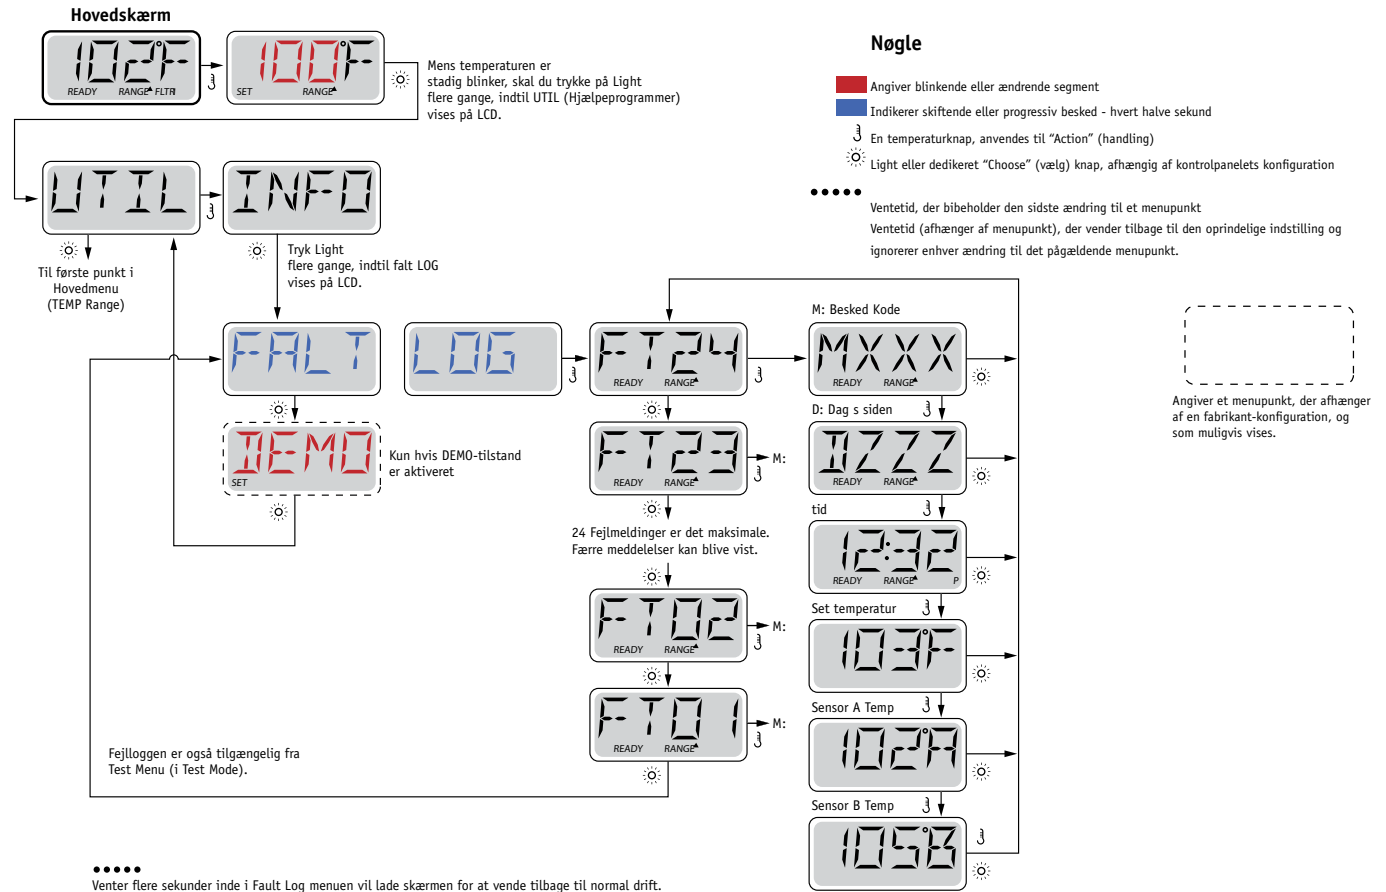 Hovedskærm
102°F
READY RANGE FLTR1
100°F
SET RANGE
Mens temperaturen er
stadig blinker, skal du trykke på Light
flere gange, indtil UTIL (Hjælpeprogrammer)
vises på LCD.
Nøgle
Angiver blinkende eller ændrende segment
Indikerer skiftende eller progressiv besked - hvert halve sekund
En temperaturknap, anvendes til “Action” (handling)
Light eller dedikeret “Choose” (vælg) knap, afhængig af kontrolpanelets konfiguration
Ventetid, der bibeholder den sidste ændring til et menupunkt
Ventetid (afhænger af menupunkt), der vender tilbage til den oprindelige indstilling og
ignorerer enhver ændring til det pågældende menupunkt.
UTIL
INFO
Til første punkt i
Hovedmenu
(TEMP Range)
Tryk Light
flere gange, indtil falt LOG
vises på LCD.
FALT
LOG
FT24
READY RANGE
M: Besked Kode
MXXX
READY RANGE
Angiver et menupunkt, der afhænger
af en fabrikant-konfiguration, og
som muligvis vises.
DEMO
SET
Kun hvis DEMO-tilstand
er aktiveret
FT23
READY RANGE
M:
D: Dag s siden
DZZZ
READY RANGE
24 Fejlmeldinger er det maksimale.
Færre meddelelser kan blive vist.
tid
12:32
READY RANGE P
FT02
READY RANGE
M:
Set temperatur
103°F
FT01
READY RANGE
M:
Sensor A Temp
102°A
Fejlloggen er også tilgængelig fra
Test Menu (i Test Mode).
Sensor B Temp
105°B
Venter flere sekunder inde i Fault Log menuen vil lade skærmen for at vende tilbage til normal drift.